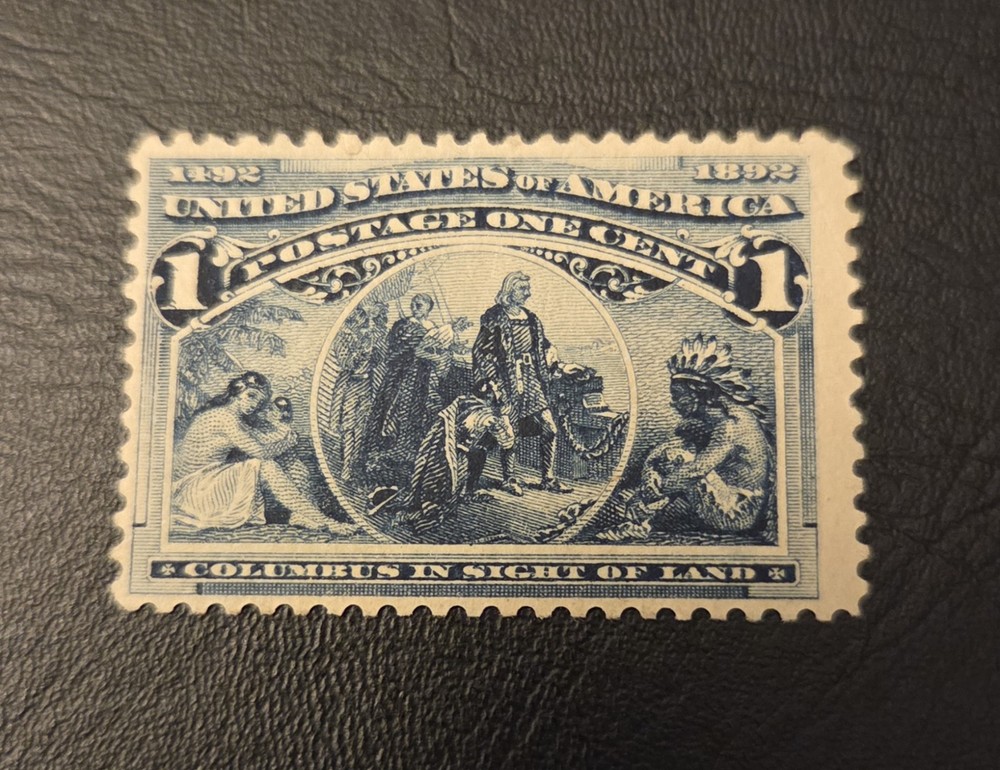 1492 1892
UNITED STATES OF AMERICA
POSTAGE ONE CENT
1 1
COLUMBUS IN SIGHT OF LAND